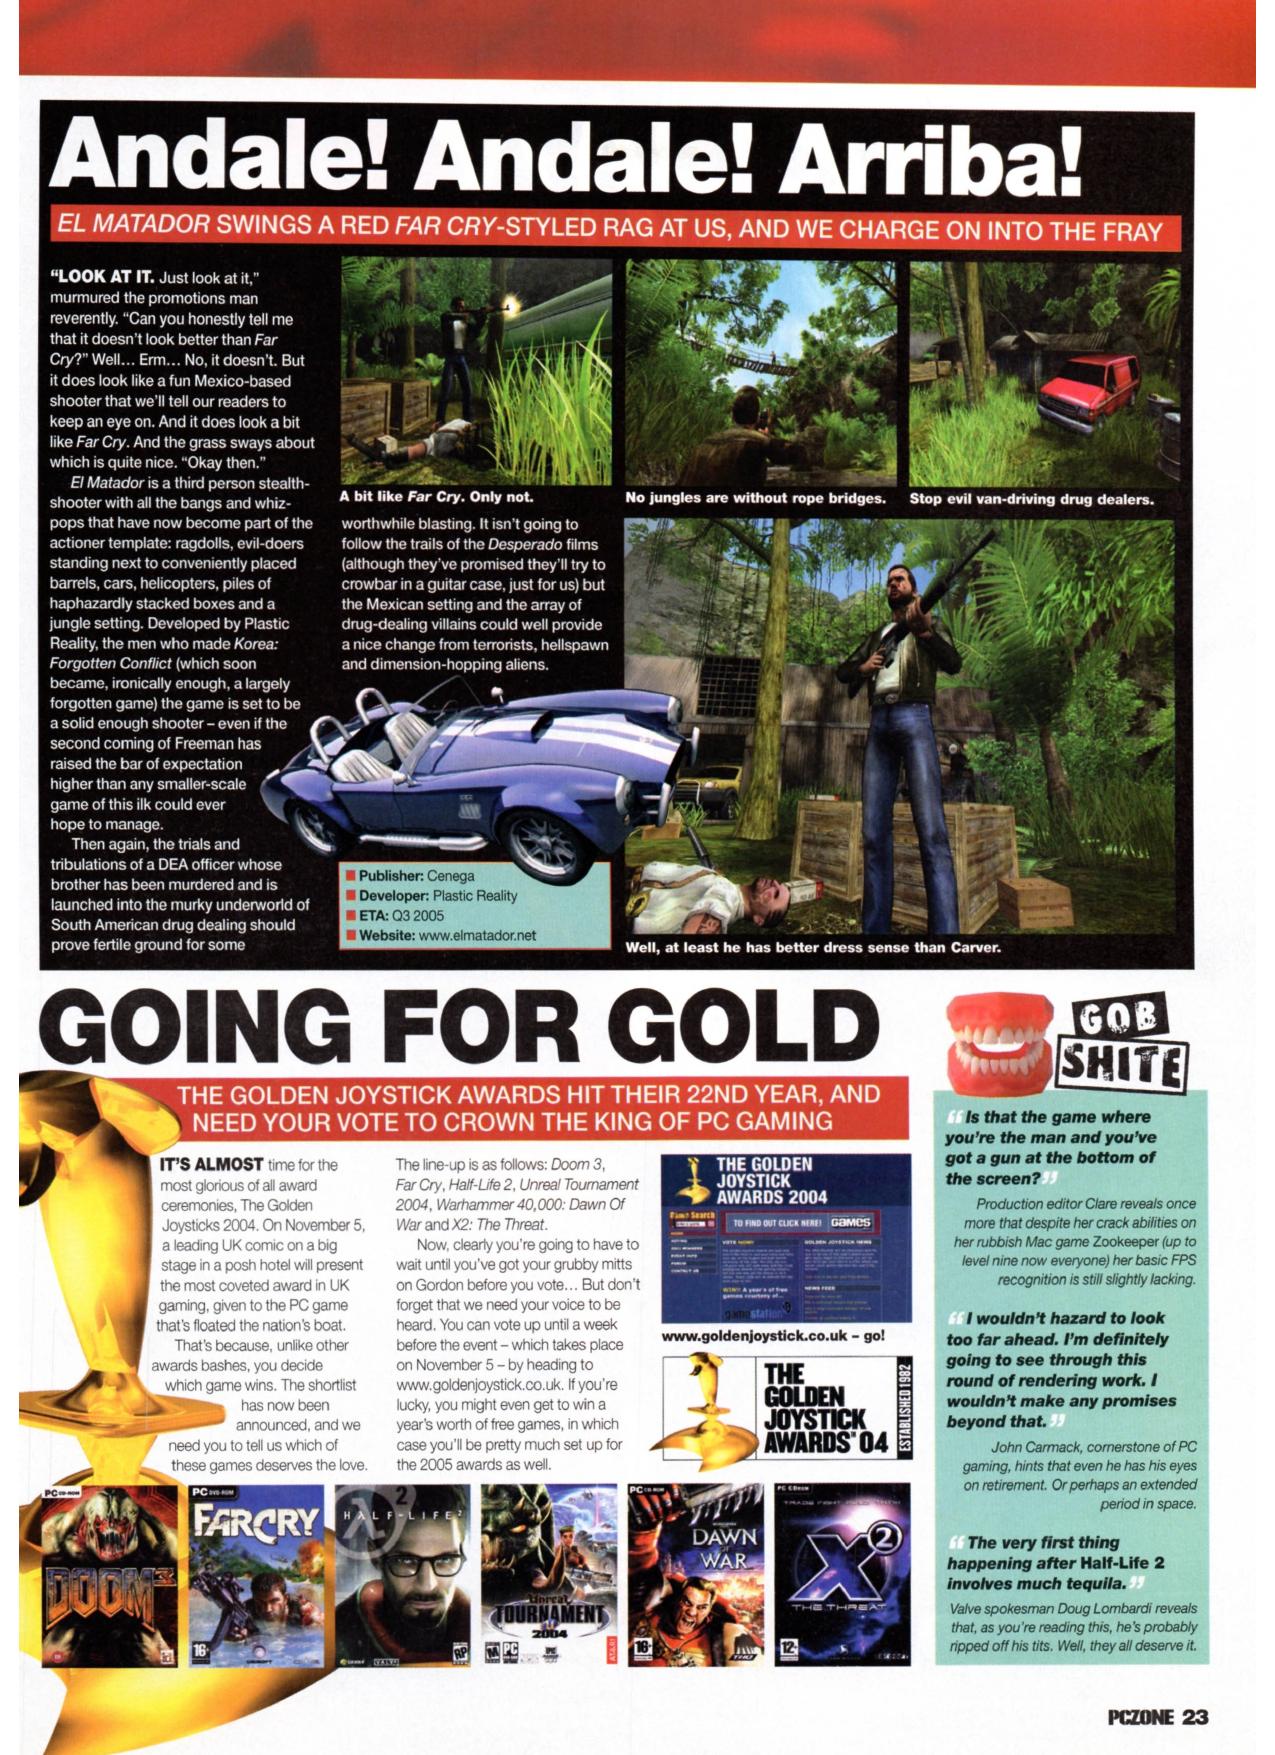 Andale! Andale! Arriba!
EL MATADOR SWINGS A RED FAR CRY-STYLED RAG AT US, AND WE CHARGE ON INTO THE FRAY
“LOOK AT IT. Just look at it,”
murmured the promotions man
reverently. “Can you honestly tell me
that it doesn’t look better than Far
Cry?” Well... Erm... No, it doesn’t. But
it does look like a fun Mexico-based
shooter that we’ll tell our readers to
keep an eye on. And it does look a bit
like Far Cry. And the grass sways about
which is quite nice. “Okay then.”
El Matador is a third person stealth-
shooter with all the bangs and whiz-
pops that have now become part of the
actioner template: ragdolls, evil-doers
standing next to conveniently placed
barrels, cars, helicopters, piles of
haphazardly stacked boxes and a
jungle setting. Developed by Plastic
Reality, the men who made Korea:
Forgotten Conflict (which soon
became, ironically enough, a largely
forgotten game) the game is set to be
a solid enough shooter – even if the
second coming of Freeman has
raised the bar of expectation
higher than any smaller-scale
game of this ilk could ever
hope to manage.
Then again, the trials and
tribulations of a DEA officer whose
brother has been murdered and is
launched into the murky underworld of
South American drug dealing should
prove fertile ground for some
A bit like Far Cry. Only not.
No jungles are without rope bridges.
Stop evil van-driving drug dealers.
worthwhile blasting. It isn’t going to
follow the trails of the Desperado films
(although they’ve promised they’ll try to
crowbar in a guitar case, just for us) but
the Mexican setting and the array of
drug-dealing villains could well provide
a nice change from terrorists, hellspawn
and dimension-hopping aliens.
Publisher: Cenega
Developer: Plastic Reality
ETA: Q3 2005
Website: www.elmatador.net
Well, at least he has better dress sense than Carver.
GOING FOR GOLD
THE GOLDEN JOYSTICK AWARDS HIT THEIR 22ND YEAR, AND
NEED YOUR VOTE TO CROWN THE KING OF PC GAMING
IT’S ALMOST time for the
most glorious of all award
ceremonies, The Golden
Joysticks 2004. On November 5,
a leading UK comic on a big
stage in a posh hotel will present
the most coveted award in UK
gaming, given to the PC game
that’s floated the nation’s boat.
That’s because, unlike other
awards bashes, you decide
which game wins. The shortlist
has now been
announced, and we
need you to tell us which of
these games deserves the love.
The line-up is as follows: Doom 3,
Far Cry, Half-Life 2, Unreal Tournament
2004, Warhammer 40,000: Dawn Of
War and X2: The Threat.
Now, clearly you’re going to have to
wait until you’ve got your grubby mitts
on Gordon before you vote... But don’t
forget that we need your voice to be
heard. You can vote up until a week
before the event – which takes place
on November 5 – by heading to
www.goldenjoystick.co.uk. If you’re
lucky, you might even get to win a
year’s worth of free games, in which
case you’ll be pretty much set up for
the 2005 awards as well.
THE GOLDEN
JOYSTICK
AWARDS 2004
TO FIND OUT CLICK HERE! GAMES
VOTE NOW!
GOLDEN JOYSTICK NEWS
NEWS FEED
gamestation
www.goldenjoystick.co.uk – go!
THE
GOLDEN
JOYSTICK
AWARDS™ 04
ESTABLISHED 1982
PC CD-ROM
DOOM 3
PC DVD-ROM
FARCRY
16+
UBISOFT
HALF-LIFE 2
VALVE
RP
Unreal
TOURNAMENT
2004
M
PC
ATARI
PC CD-ROM
DAWN
OF
WAR
16+
THQ
PC CDROM
TRADE FIGHT BUILD THINK
X2
THE THREAT
12+
GOB
SHITE
“Is that the game where
you’re the man and you’ve
got a gun at the bottom of
the screen?”
Production editor Clare reveals once
more that despite her crack abilities on
her rubbish Mac game Zookeeper (up to
level nine now everyone) her basic FPS
recognition is still slightly lacking.
“I wouldn’t hazard to look
too far ahead. I’m definitely
going to see through this
round of rendering work. I
wouldn’t make any promises
beyond that.”
John Carmack, cornerstone of PC
gaming, hints that even he has his eyes
on retirement. Or perhaps an extended
period in space.
“The very first thing
happening after Half-Life 2
involves much tequila.”
Valve spokesman Doug Lombardi reveals
that, as you’re reading this, he’s probably
ripped off his tits. Well, they all deserve it.
PCZONE 23